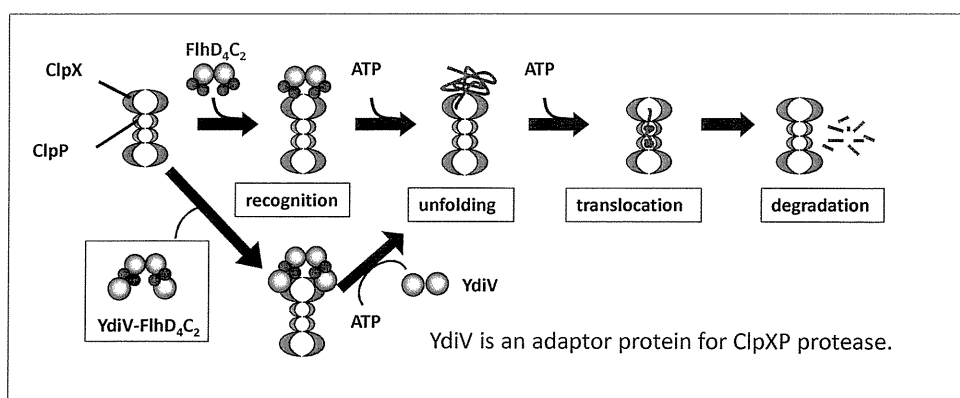 FlhD₄C₂
ClpX
ATP
ATP
ClpP
recognition
unfolding
translocation
degradation
YdiV
ATP
YdiV-FlhD₄C₂
YdiV is an adaptor protein for ClpXP protease.